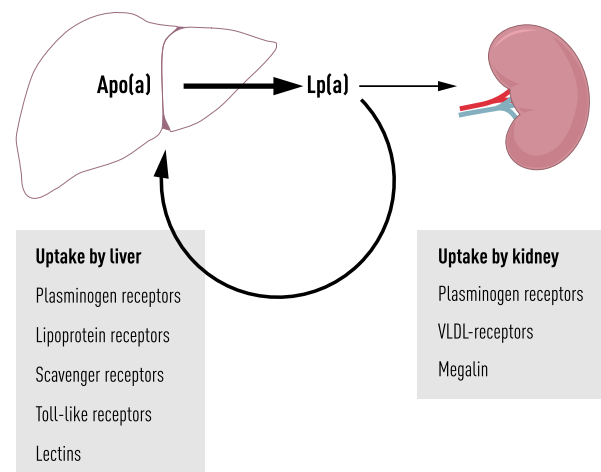 Apo(a)
Lp(a)
Uptake by liver
Plasminogen receptors
Lipoprotein receptors
Scavenger receptors
Toll-like receptors
Lectins
Uptake by kidney
Plasminogen receptors
VLDL-receptors
Megalin